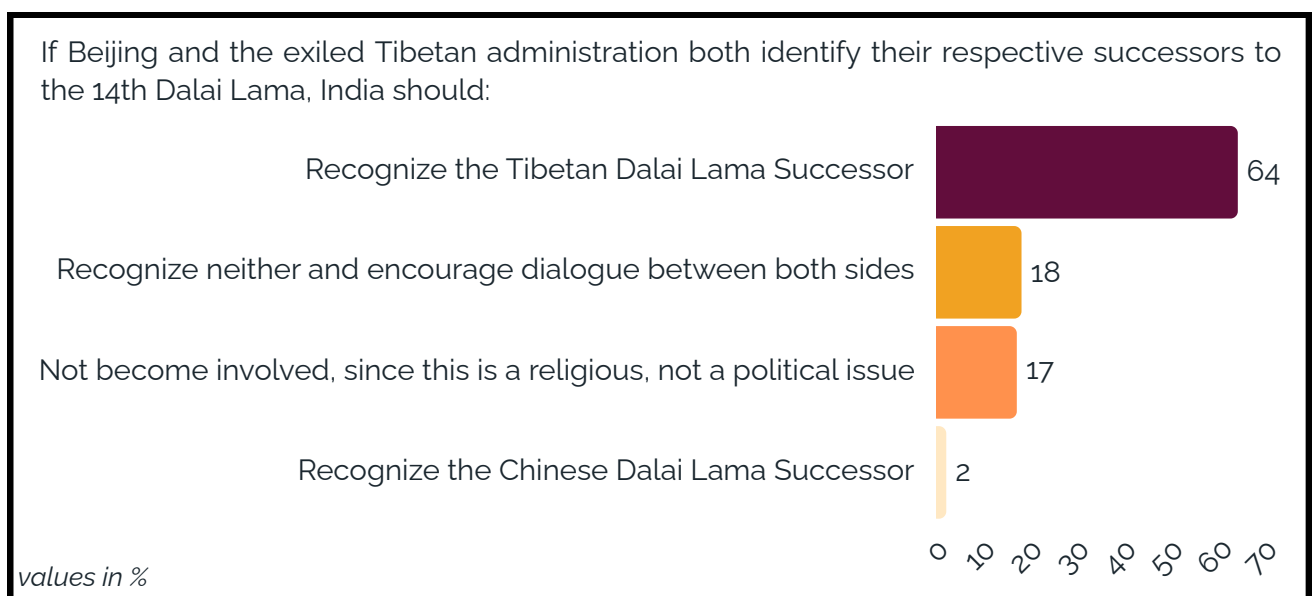 If Beijing and the exiled Tibetan administration both identify their respective successors to
the 14th Dalai Lama, India should:
Recognize the Tibetan Dalai Lama Successor 64
Recognize neither and encourage dialogue between both sides 18
Not become involved, since this is a religious, not a political issue 17
Recognize the Chinese Dalai Lama Successor 2
0 10 20 30 40 50 60 70
values in %